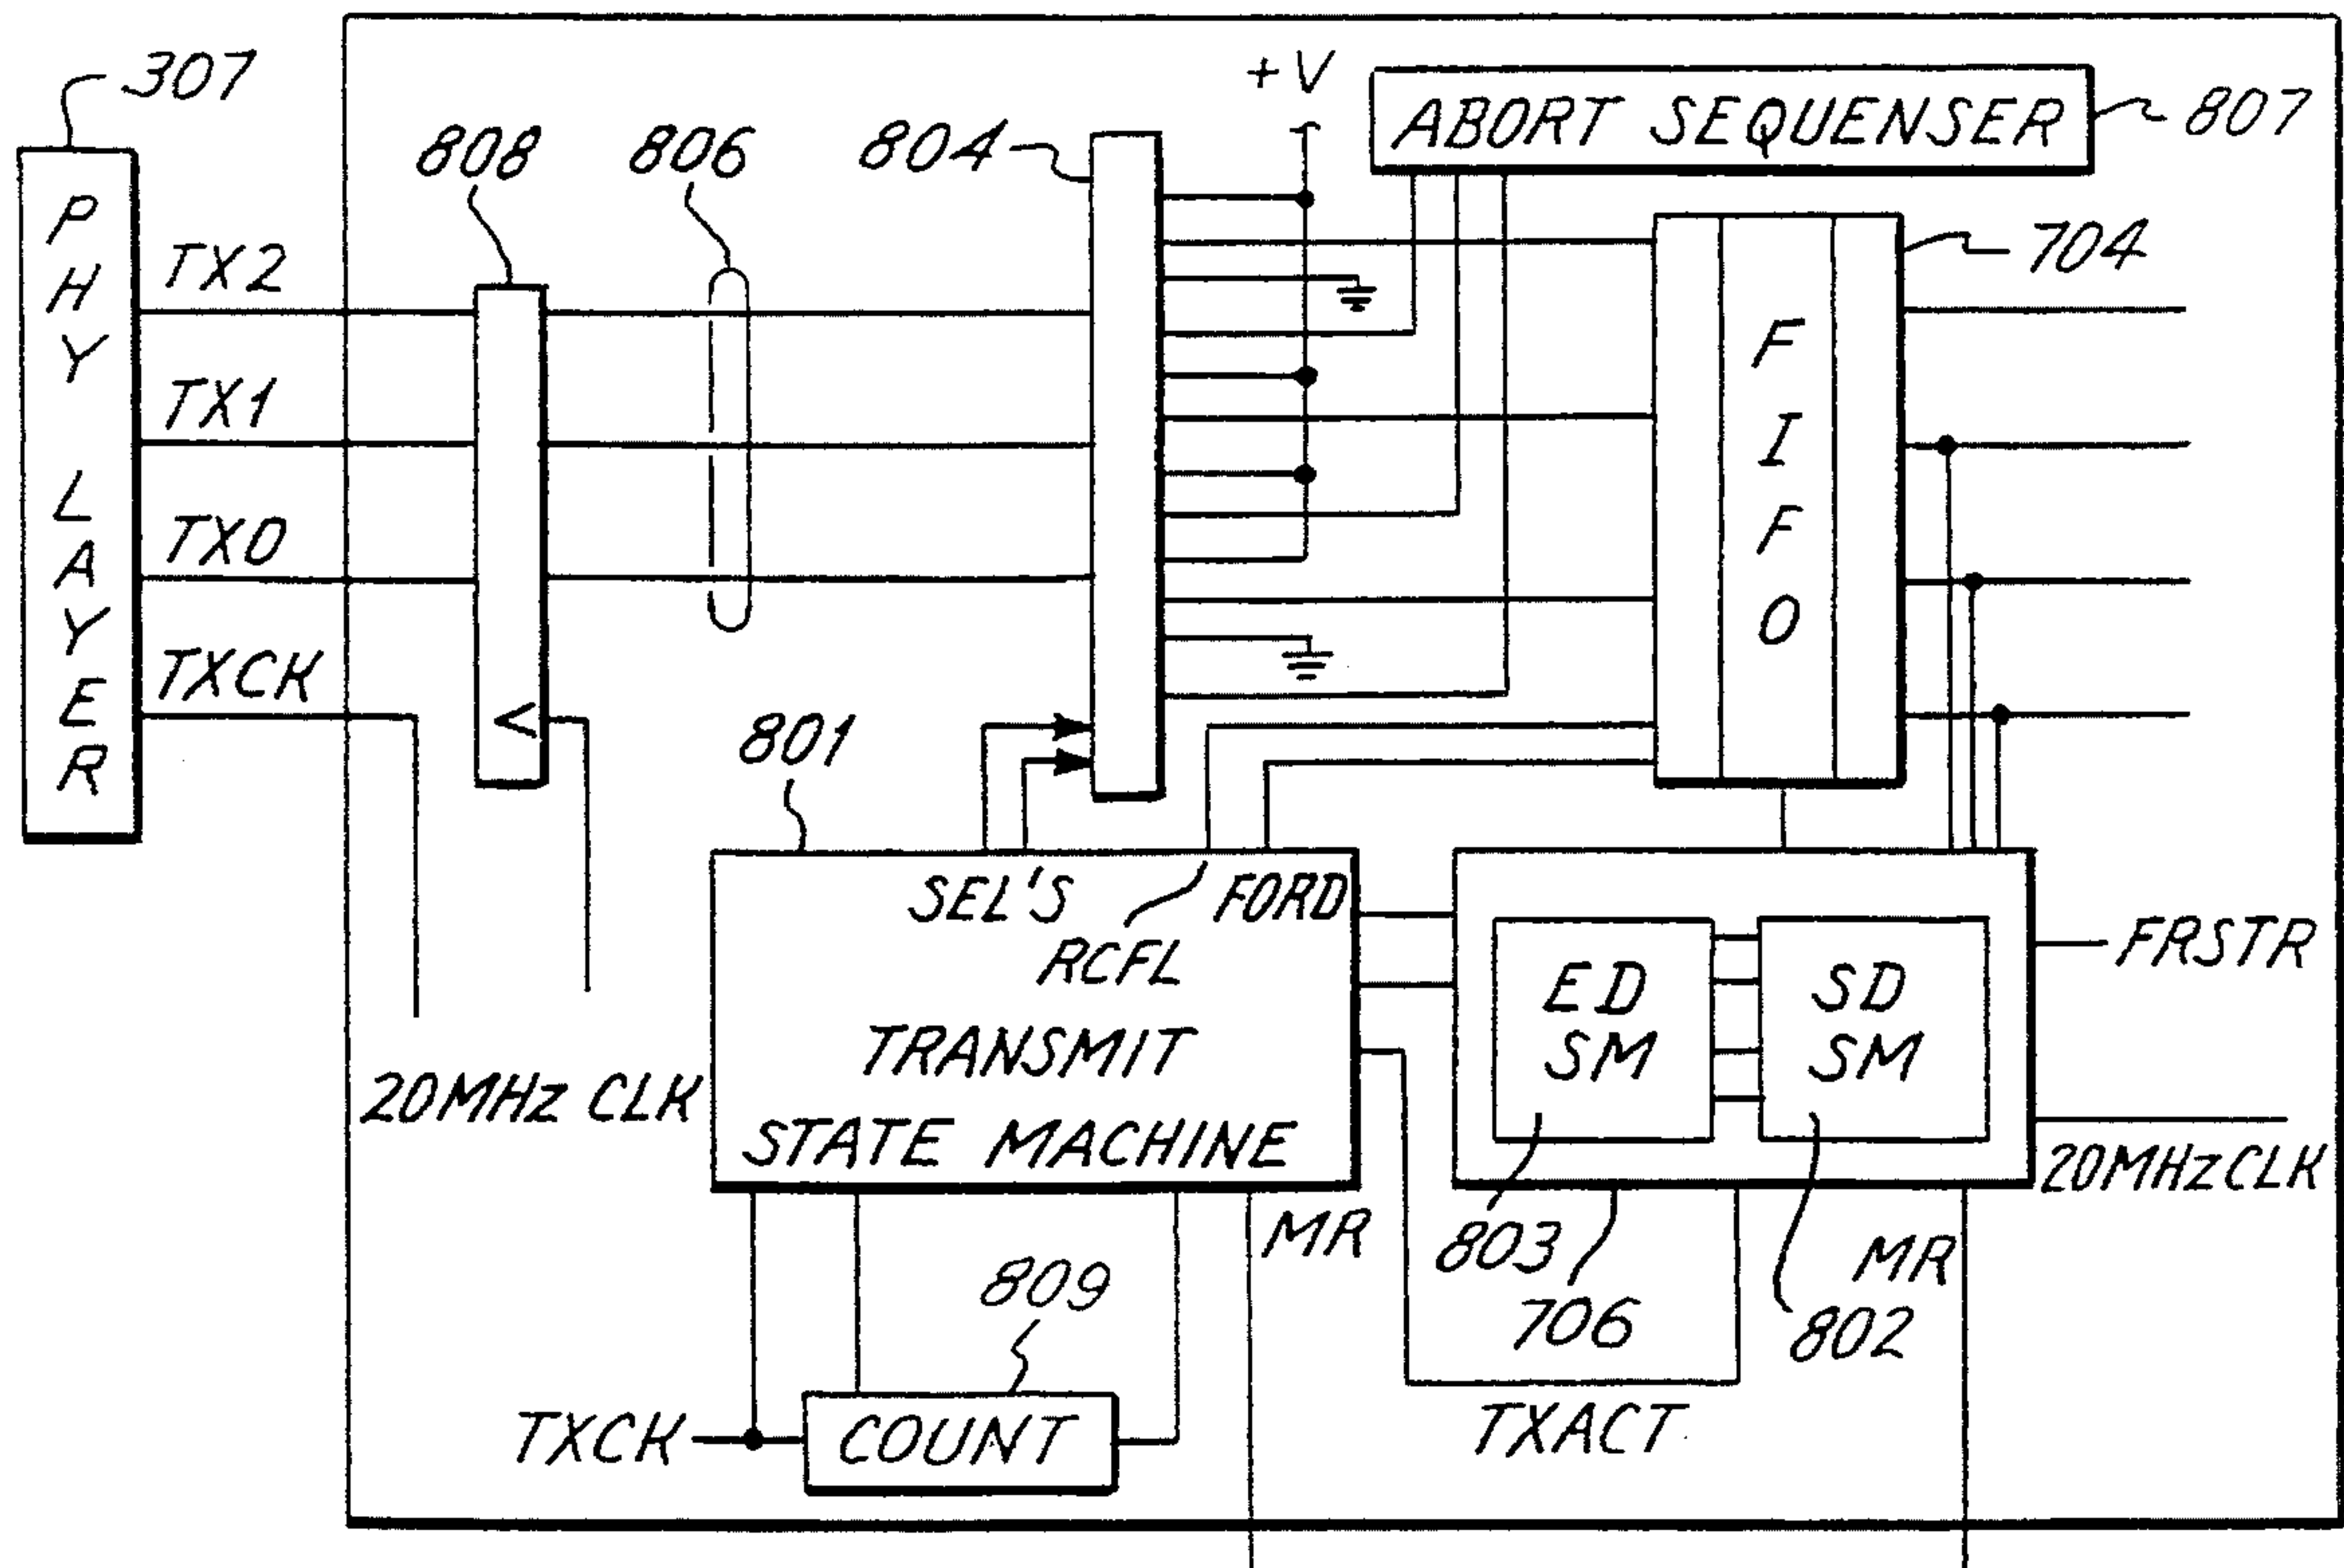 307
808
806
804
+V
ABORT SEQUENSER
807
704
PHY LAYER
TX2
TX1
TX0
TXCK
<
FIFO
801
SEL'S
RCFL
FORD
TRANSMIT
STATE MACHINE
20MHz CLK
ED
SM
SD
SM
FRSTR
20MHz CLK
MR
803
706
MR
802
809
TXCK
COUNT
TXACT